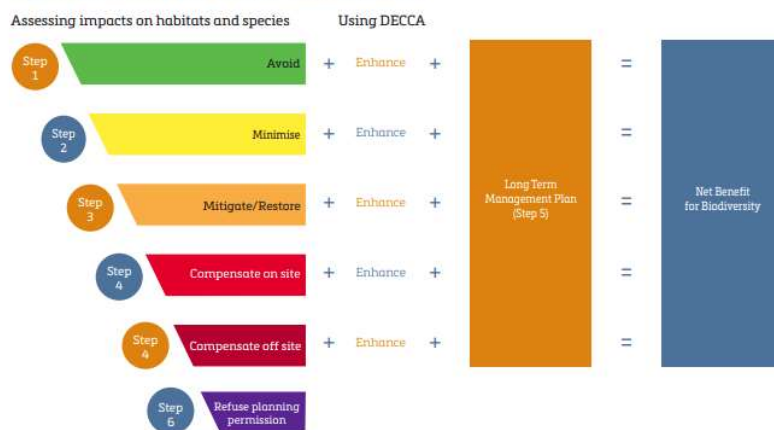 Assessing impacts on habitats and species Using DECCA
Step
1
Avoid + Enhance + =
Step
2
Minimise + Enhance + =
Step
3
Mitigate/Restore + Enhance + =
Long Term
Management Plan
(Step 5)
Net Benefit
for Biodiversity
Step
4
Compensate on site + Enhance + =
Step
4
Compensate off site + Enhance + =
Step
6
Refuse planning
permission